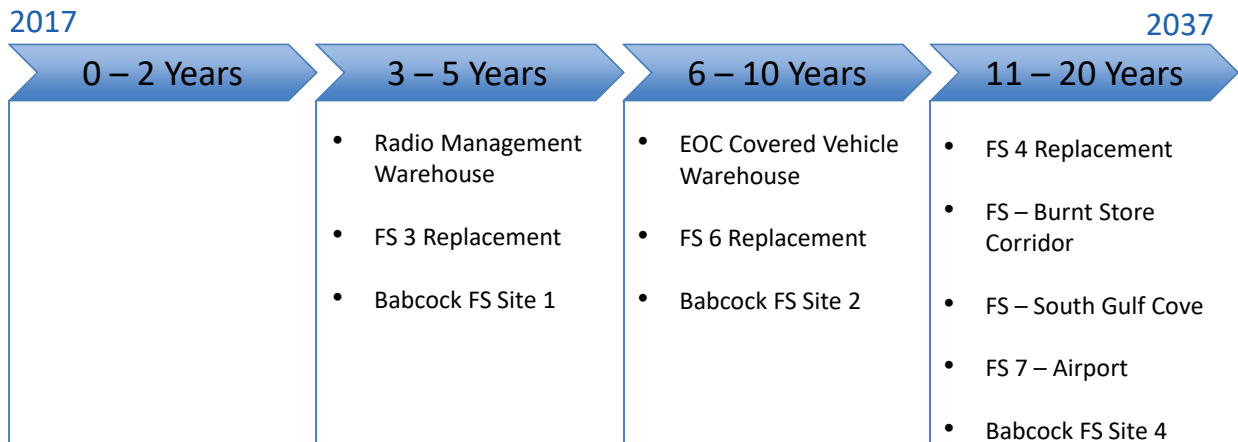 2017
2037
0 – 2 Years
3 – 5 Years
6 – 10 Years
11 – 20 Years
• Radio Management
Warehouse
• FS 3 Replacement
• Babcock FS Site 1
• EOC Covered Vehicle
Warehouse
• FS 6 Replacement
• Babcock FS Site 2
• FS 4 Replacement
• FS – Burnt Store
Corridor
• FS – South Gulf Cove
• FS 7 – Airport
• Babcock FS Site 4